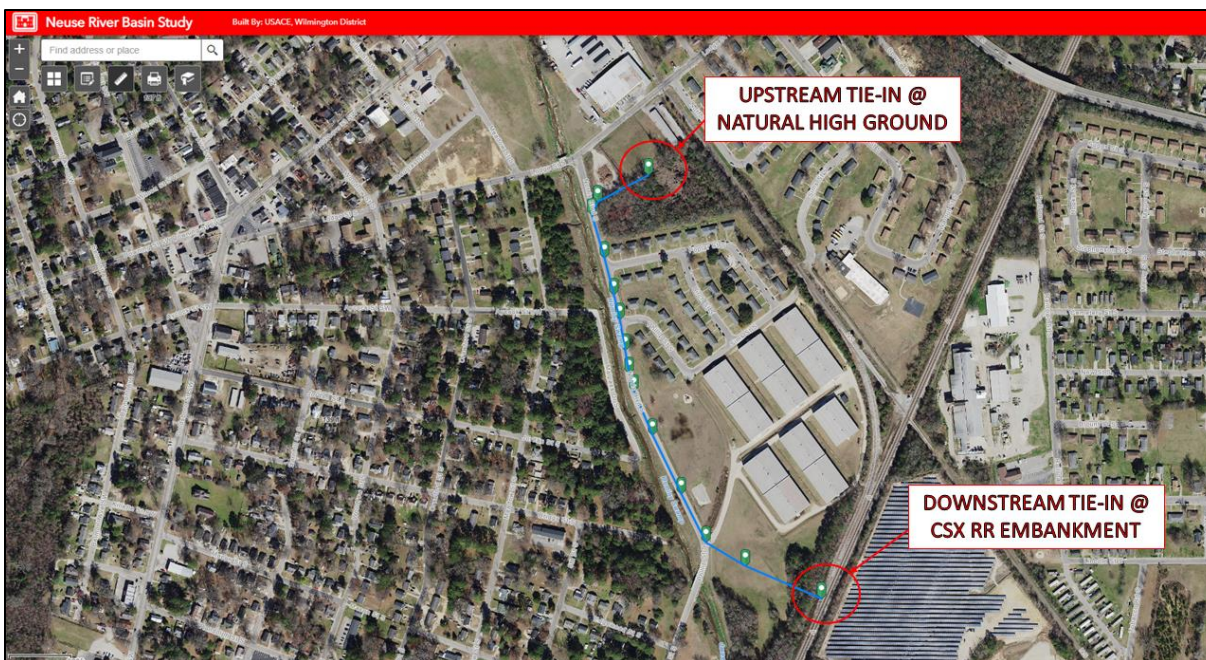 Neuse River Basin Study
Built By: USACE, Wilmington District
+
Find address or place
−
UPSTREAM TIE-IN @
NATURAL HIGH GROUND
DOWNSTREAM TIE-IN @
CSX RR EMBANKMENT